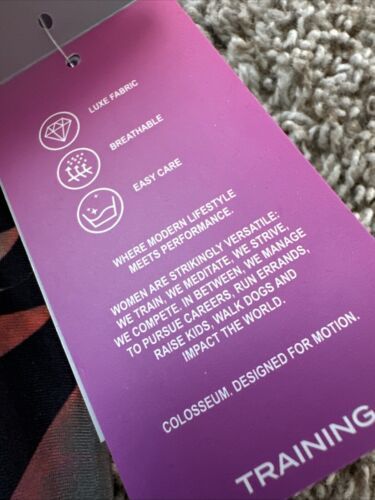 LUXE FABRIC
BREATHABLE
EASY CARE
WHERE MODERN LIFESTYLE
MEETS PERFORMANCE.
WOMEN ARE STRIKINGLY VERSATILE:
WE TRAIN, WE MEDITATE, WE STRIVE,
WE COMPETE. IN BETWEEN, WE MANAGE
TO PURSUE CAREERS, RUN ERRANDS,
RAISE KIDS, WALK DOGS AND
IMPACT THE WORLD.
COLOSSEUM. DESIGNED FOR MOTION.
TRAINING